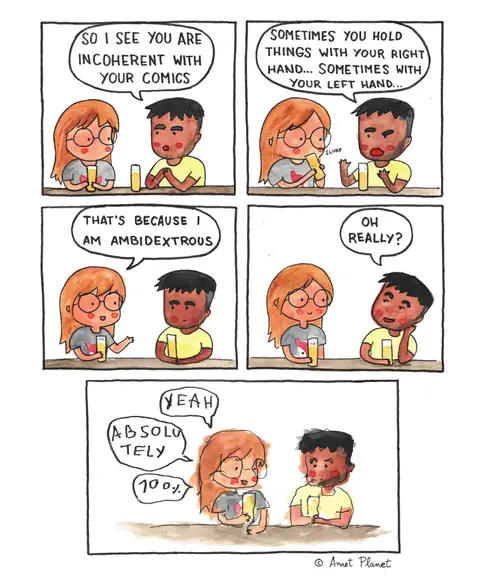 SO I SEE YOU ARE
INCOHERENT WITH
YOUR COMICS
SOMETIMES YOU HOLD
THINGS WITH YOUR RIGHT
HAND... SOMETIMES WITH
YOUR LEFT HAND...
SLURP
THAT'S BECAUSE I
AM AMBIDEXTROUS
OH
REALLY?
YEAH
ABSOLU
TELY
100%
© Amet Planet